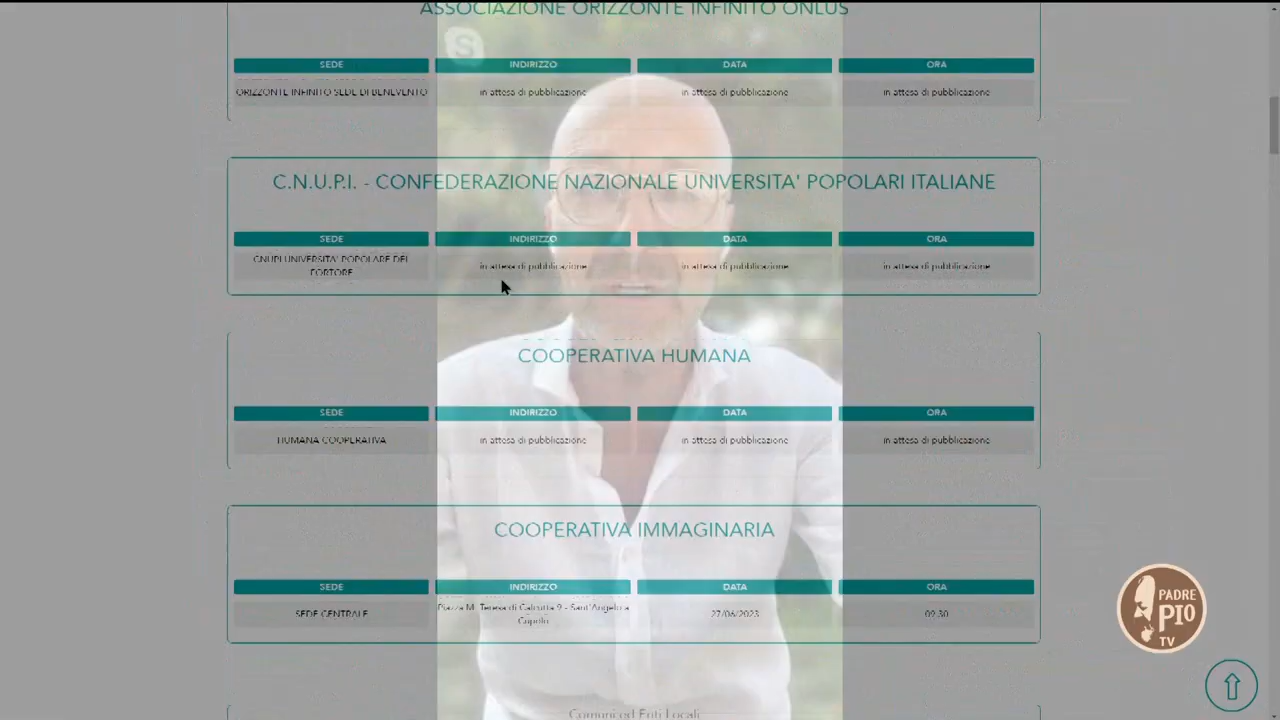 ASSOCIAZIONE ORIZZONTE INFINITO ONLUS
SEDE INDIRIZZO DATA ORA
ORIZZONTE INFINITO SEDE DI BENEVENTO in attesa di pubblicazione in attesa di pubblicazione in attesa di pubblicazione
C.N.U.P.I. - CONFEDERAZIONE NAZIONALE UNIVERSITA' POPOLARI ITALIANE
SEDE INDIRIZZO DATA ORA
CNUPI UNIVERSITA' POPOLARE DEL
FORTORE
in attesa di pubblicazione in attesa di pubblicazione in attesa di pubblicazione
COOPERATIVA HUMANA
SEDE INDIRIZZO DATA ORA
HUMANA COOPERATIVA in attesa di pubblicazione in attesa di pubblicazione in attesa di pubblicazione
COOPERATIVA IMMAGINARIA
SEDE INDIRIZZO DATA ORA
SEDE CENTRALE
Piazza M. Teresa di Calcutta 9 - Sant'Angelo a
Cupolo
27/06/2023 09:30
Comuni ed Enti Locali
PADRE
PIO
TV